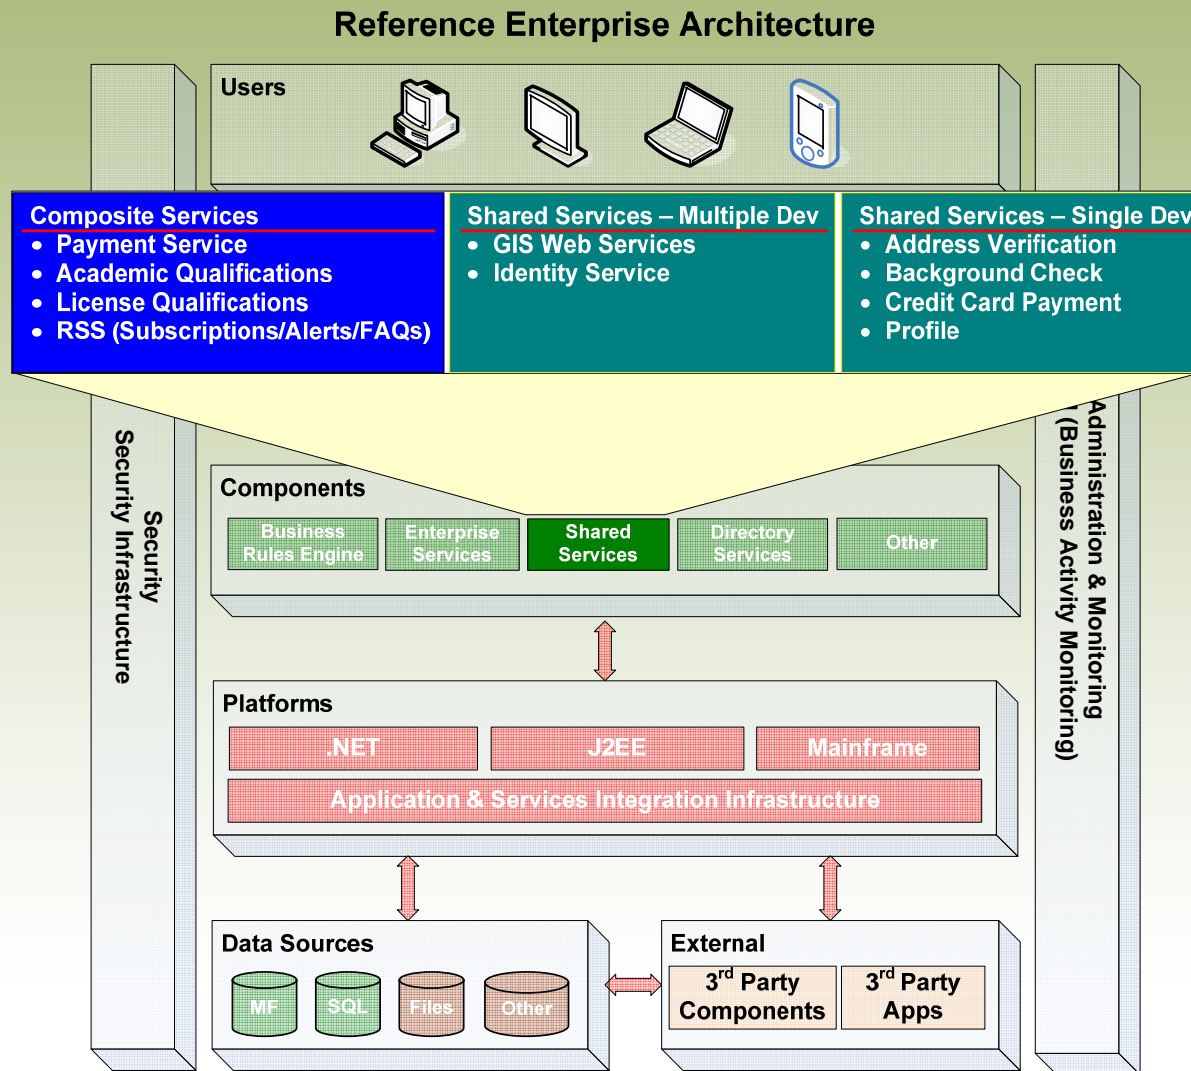 Reference Enterprise Architecture
Users
Composite Services
• Payment Service
• Academic Qualifications
• License Qualifications
• RSS (Subscriptions/Alerts/FAQs)
Shared Services – Multiple Dev
• GIS Web Services
• Identity Service
Shared Services – Single Dev
• Address Verification
• Background Check
• Credit Card Payment
• Profile
Security
Security Infrastructure
Administration & Monitoring
(Business Activity Monitoring)
Components
Business
Rules Engine
Enterprise
Services
Shared
Services
Directory
Services
Other
Platforms
.NET
J2EE
Mainframe
Application & Services Integration Infrastructure
Data Sources
MF
SQL
Files
Other
External
3rd Party
Components
3rd Party
Apps